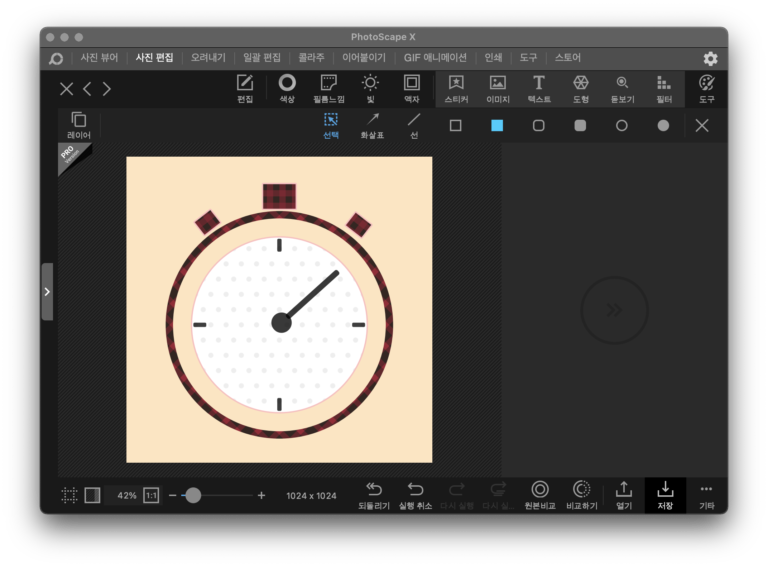 PhotoScape X
사진 뷰어 사진 편집 오려내기 일괄 편집 콜라주 이어붙이기 GIF 애니메이션 인쇄 도구 스토어
편집 색상 필름느낌 빛 액자 스티커 이미지 텍스트 도형 돋보기 필터 도구
레이어 선택 화살표 선
PRO
Version
42% 1:1 1024 x 1024
되돌리기 실행 취소 다시 실행 다시 실... 원본비교 비교하기 열기 저장 기타